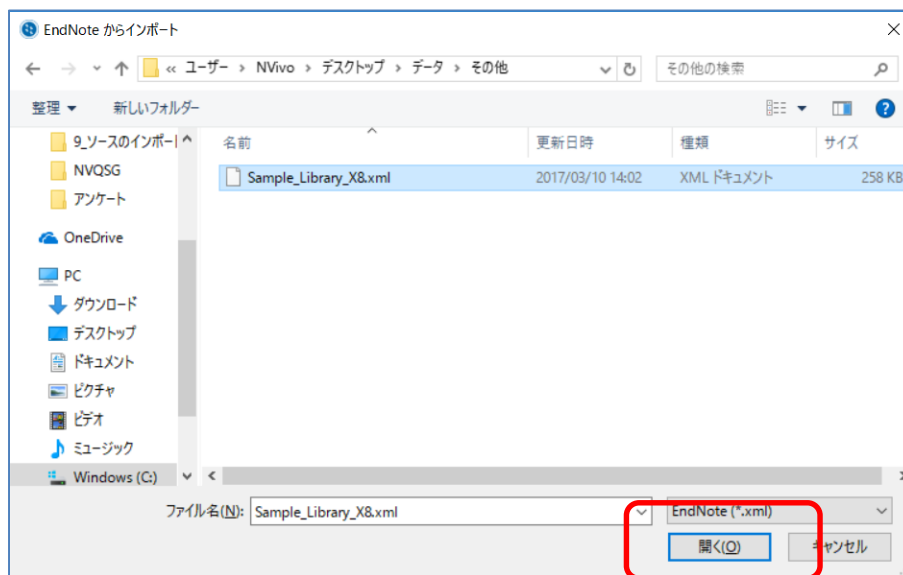 EndNote からインポート
« ユーザー › NVivo › デスクトップ › データ › その他
その他の検索
整理 新しいフォルダー
名前 更新日時 種類 サイズ
9_ソースのインポート
NVQSG
アンケート
OneDrive
PC
ダウンロード
デスクトップ
ドキュメント
ピクチャ
ビデオ
ミュージック
Windows (C:)
Sample_Library_X8.xml 2017/03/10 14:02 XML ドキュメント 258 KB
ファイル名(N): Sample_Library_X8.xml EndNote (*.xml)
開く(O) キャンセル